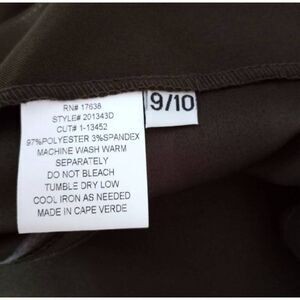 RN# 17638
STYLE# 201343D
CUT# 1-13452
97%POLYESTER 3%SPANDEX
MACHINE WASH WARM
SEPARATELY
DO NOT BLEACH
TUMBLE DRY LOW
COOL IRON AS NEEDED
MADE IN CAPE VERDE
9/10